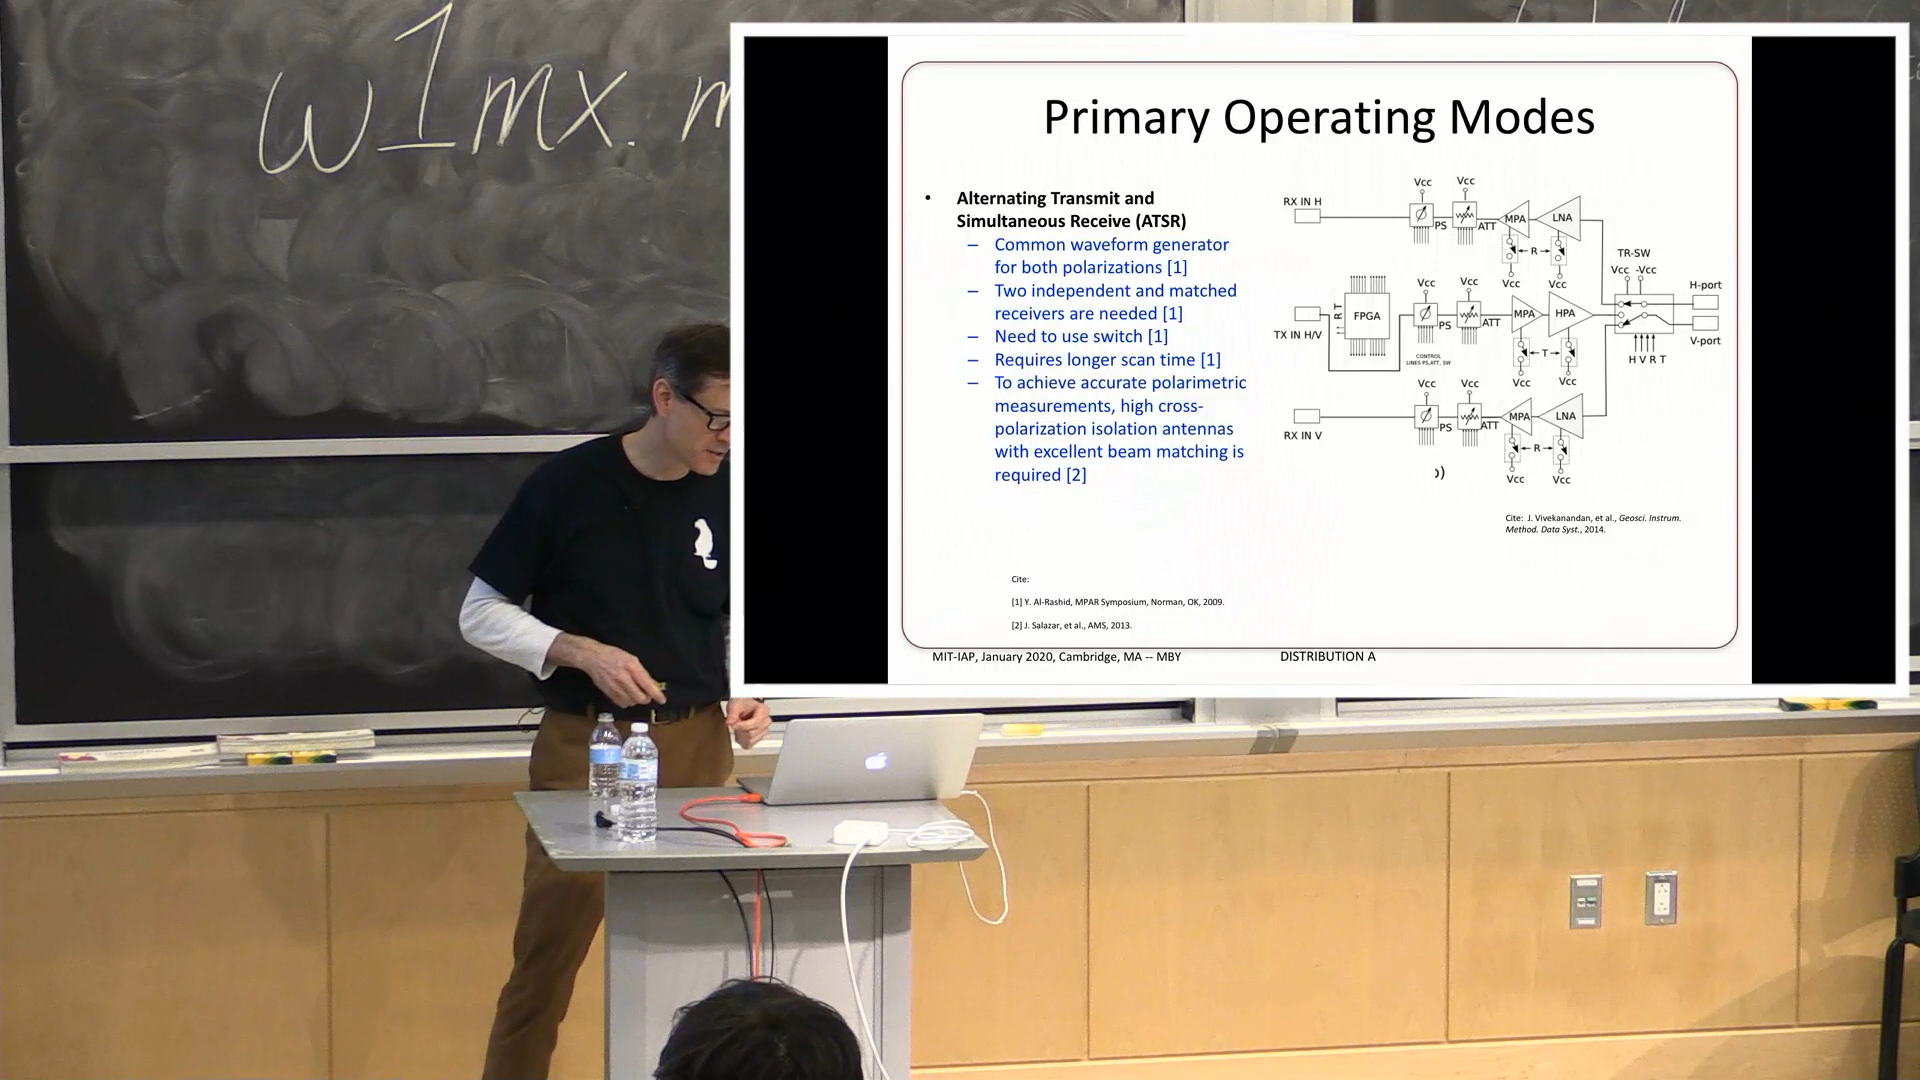 w1mx.m
Primary Operating Modes
• Alternating Transmit and
Simultaneous Receive (ATSR)
– Common waveform generator
for both polarizations [1]
– Two independent and matched
receivers are needed [1]
– Need to use switch [1]
– Requires longer scan time [1]
– To achieve accurate polarimetric
measurements, high cross-
polarization isolation antennas
with excellent beam matching is
required [2]
Vcc Vcc
RX IN H
PS ATT MPA LNA
R
Vcc Vcc
TR-SW
Vcc -Vcc
H-port
V-port
H V R T
Vcc Vcc
R T
FPGA
TX IN H/V
PS ATT MPA HPA
CONTROL
LINES PS,ATT, SW
T
Vcc Vcc
Vcc Vcc
RX IN V
PS ATT MPA LNA
R
Vcc Vcc
b)
Cite: J. Vivekanandan, et al., Geosci. Instrum.
Method. Data Syst., 2014.
Cite:
[1] Y. Al-Rashid, MPAR Symposium, Norman, OK, 2009.
[2] J. Salazar, et al., AMS, 2013.
MIT-IAP, January 2020, Cambridge, MA -- MBY DISTRIBUTION A